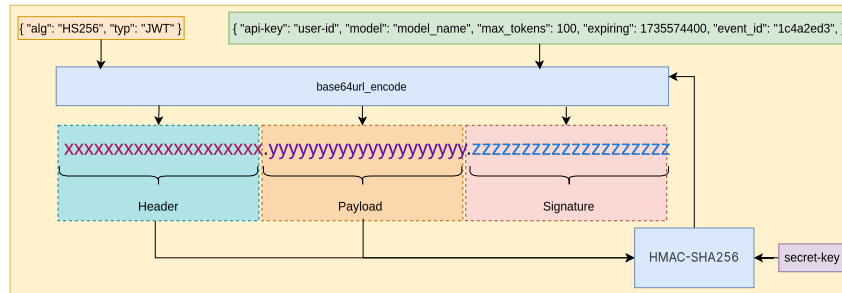 { "alg": "HS256", "typ": "JWT" }
{ "api-key": "user-id", "model": "model_name", "max_tokens": 100, "expiring": 1735574400, "event_id": "1c4a2ed3", }
base64url_encode
xxxxxxxxxxxxxxxxxxxx.yyyyyyyyyyyyyyyyyyyy.zzzzzzzzzzzzzzzzzzzz
Header
Payload
Signature
HMAC-SHA256
secret-key